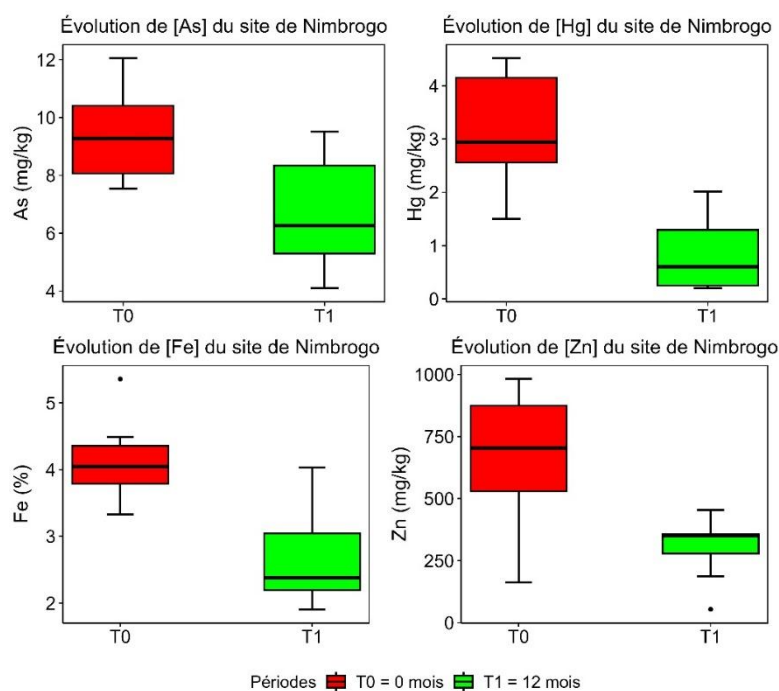 Évolution de [As] du site de Nimbrogo
As (mg/kg)
12
10
8
6
4
T0
T1
Évolution de [Hg] du site de Nimbrogo
Hg (mg/kg)
4
3
2
1
0
T0
T1
Évolution de [Fe] du site de Nimbrogo
Fe (%)
5
4
3
2
T0
T1
Évolution de [Zn] du site de Nimbrogo
Zn (mg/kg)
1000
750
500
250
0
T0
T1
Périodes T0 = 0 mois T1 = 12 mois